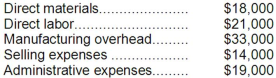 Direct materials..................... $18,000
Direct labor........................... $21,000
Manufacturing overhead........ $33,000
Selling expenses .................. $14,000
Administrative expenses......... $19,000